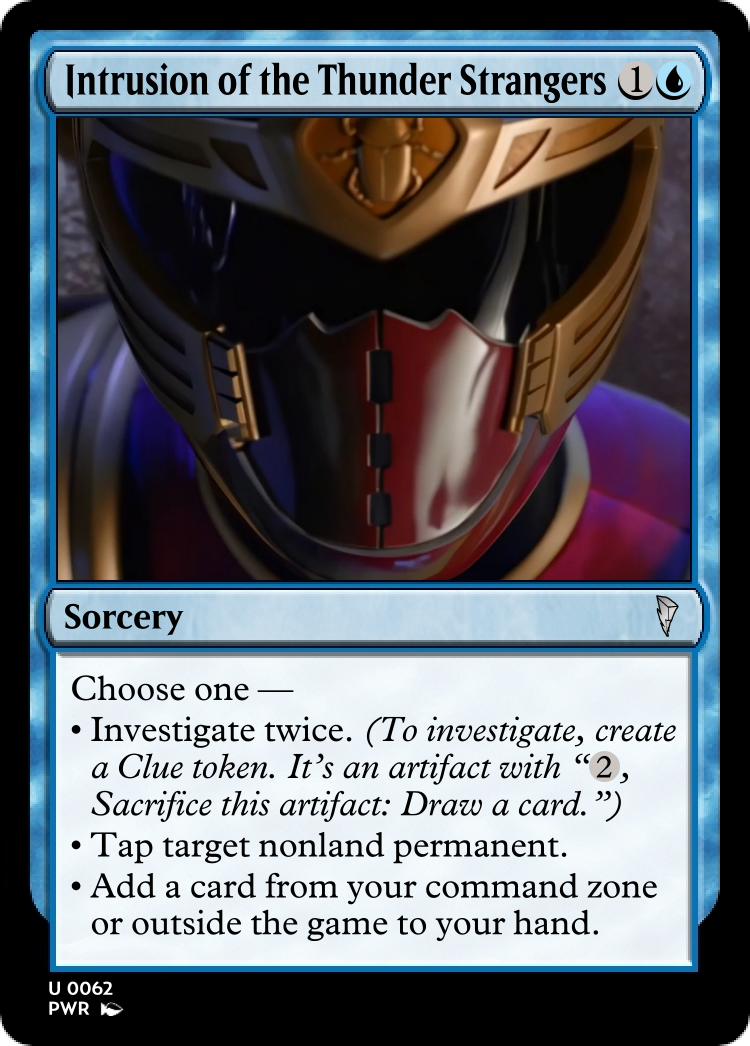 Intrusion of the Thunder Strangers 1
Sorcery
Choose one —
• Investigate twice. (To investigate, create
a Clue token. It's an artifact with “2,
Sacrifice this artifact: Draw a card.”)
• Tap target nonland permanent.
• Add a card from your command zone
or outside the game to your hand.
U 0062
PWR